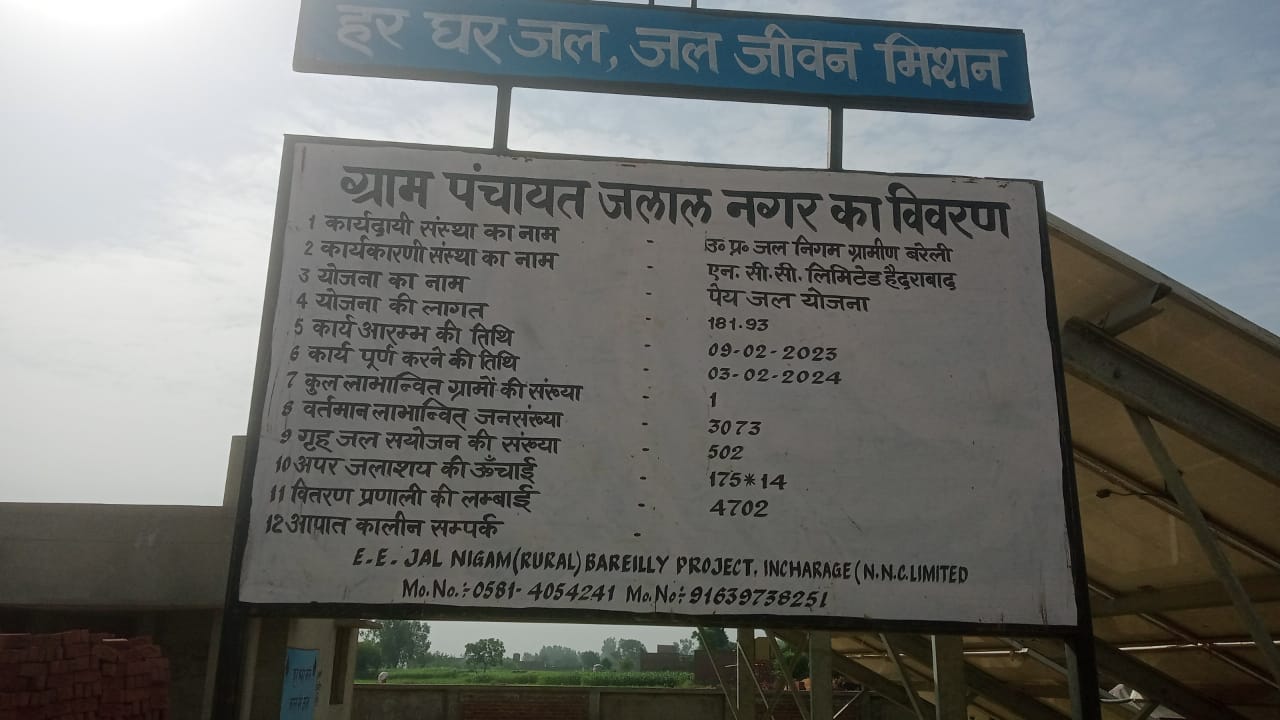 हर घर जल, जल जीवन मिशन
ग्राम पंचायत जलाल नगर का विवरण
1 कार्यदायी संस्था का नाम - उ० प्र० जल निगम ग्रामीण बरेली
2 कार्यकारणी संस्था का नाम - एन. सी.सी. लिमिटेड हैदराबाद
3 योजना का नाम - पेय जल योजना
4 योजना की लागत - 181.93
5 कार्य आरम्भ की तिथि - 09-02-2023
6 कार्य पूर्ण करने की तिथि - 03-02-2024
7 कुल लाभान्वित ग्रामों की संख्या - 1
8 वर्तमान लाभान्वित जनसंख्या - 3073
9 गृह जल सयोजन की संख्या - 502
10 अपर जलाशय की ऊँचाई - 175*14
11 वितरण प्रणाली की लम्बाई - 4702
12 आपात कालीन सम्पर्क -
E.E. JAL NIGAM(RURAL) BAREILLY PROJECT. INCHARAGE (N.N.C.LIMITED
Mo.No.:-0581-4054241 Mo.No:-91639738251